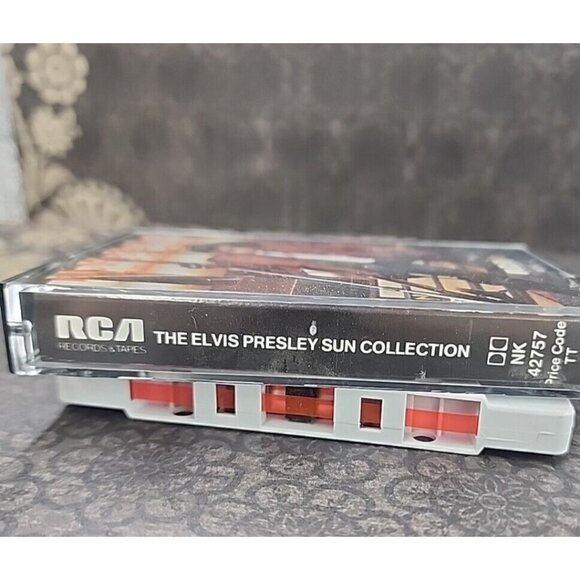 RCA
RECORDS & TAPES
THE ELVIS PRESLEY SUN COLLECTION
NK
42757
Price Code
TT